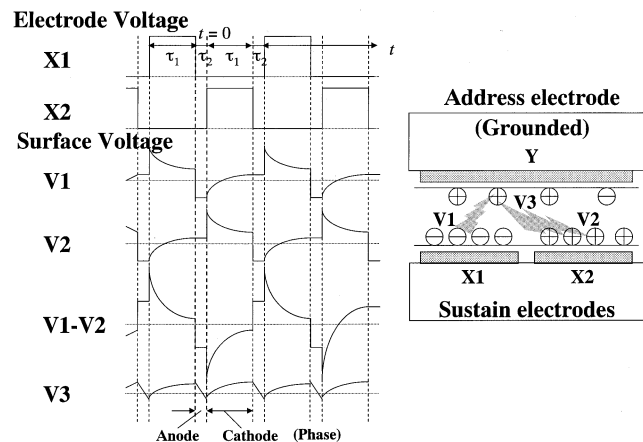 Electrode Voltage
t = 0
X1
τ1 τ2 τ1 τ2
t
X2
Surface Voltage
V1
V2
V1-V2
V3
Anode Cathode (Phase)
Address electrode
(Grounded)
Y
V3
V1 V2
X1 X2
Sustain electrodes